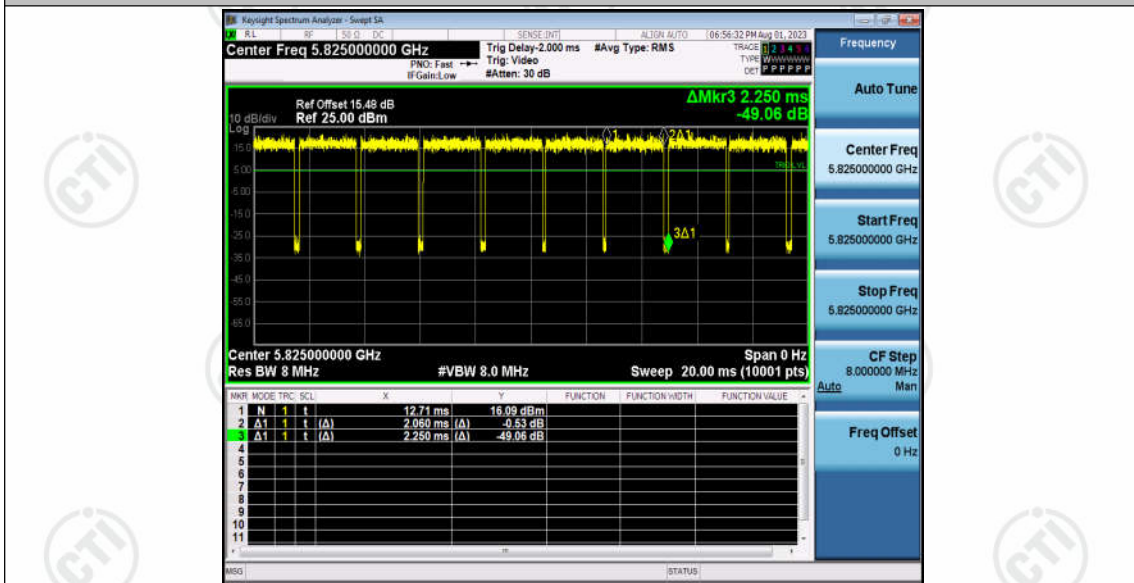 Keysight Spectrum Analyzer - Swept SA
RL RF 50 Ω DC SENSE:INT ALIGN AUTO 06:56:32 PM Aug 01, 2023
Center Freq 5.825000000 GHz Trig Delay-2.000 ms #Avg Type: RMS TRACE 1 2 3 4 5 6
PNO: Fast Trig: Video TYPE WWWWWW
IFGain:Low #Atten: 30 dB DET P P P P P P
Frequency
Auto Tune
Center Freq
5.825000000 GHz
Start Freq
5.825000000 GHz
Stop Freq
5.825000000 GHz
CF Step
8.000000 MHz
Auto Man
Freq Offset
0 Hz
ΔMkr3 2.250 ms
-49.06 dB
Ref Offset 15.48 dB
10 dB/div Ref 25.00 dBm
Log
15.0
5.00
-5.00
-15.0
-25.0
-35.0
-45.0
-55.0
-65.0
1
2Δ1
3Δ1
TRIG LVL
Center 5.825000000 GHz Span 0 Hz
Res BW 8 MHz #VBW 8.0 MHz Sweep 20.00 ms (10001 pts)
MKR MODE TRC SCL X Y FUNCTION FUNCTION WIDTH FUNCTION VALUE
1 N 1 t 12.71 ms 16.09 dBm
2 Δ1 1 t (Δ) 2.060 ms (Δ) -0.53 dB
3 Δ1 1 t (Δ) 2.250 ms (Δ) -49.06 dB
4
5
6
7
8
9
10
11
MSG STATUS
CTI
CTI
CTI
CTI